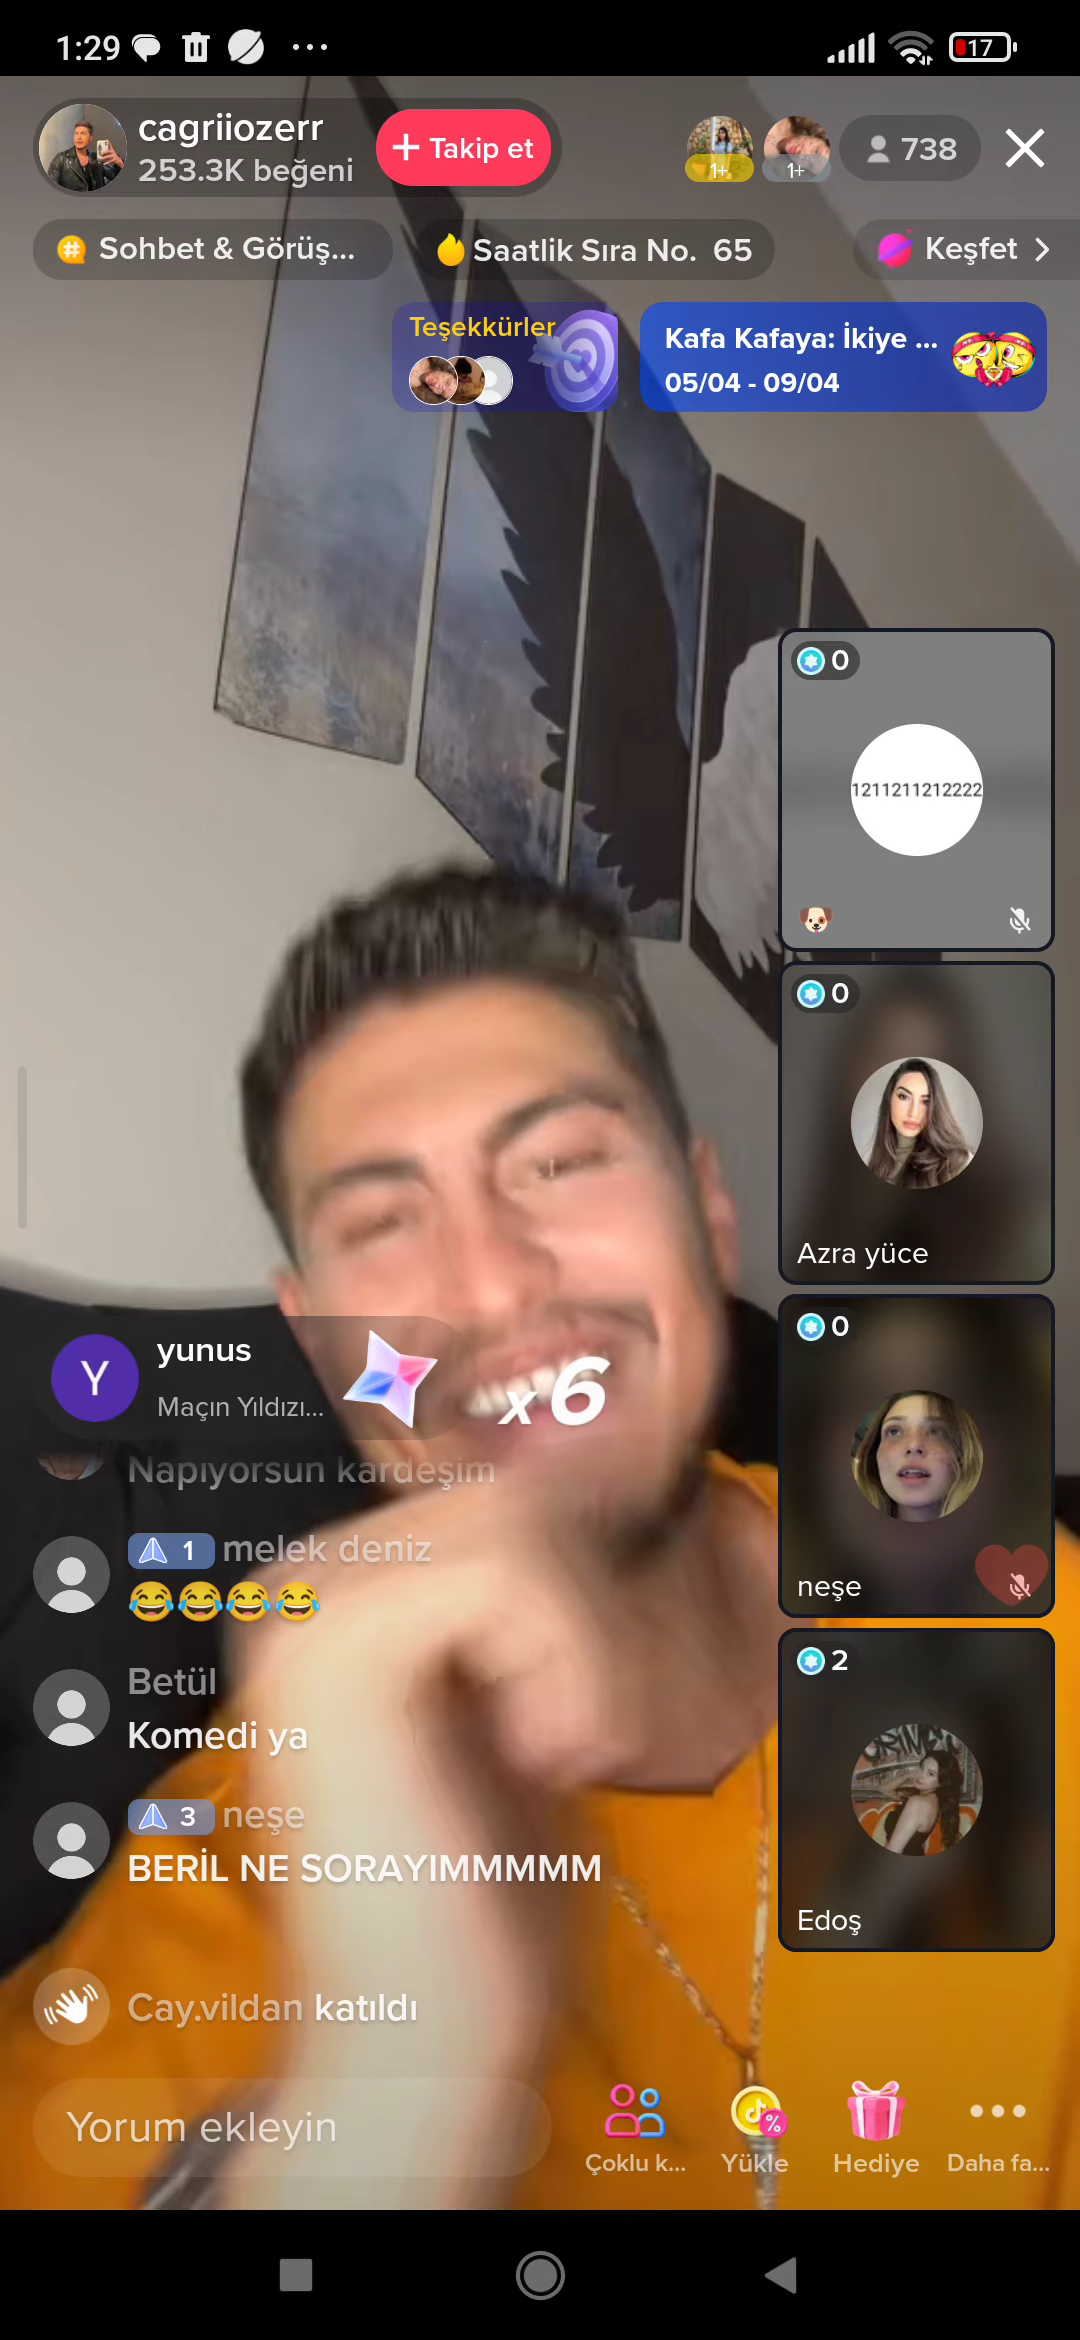 1:29
17
cagriiozerr
253.3K beğeni
+ Takip et
1+
1+
738
Sohbet & Görüş...
Saatlik Sıra No. 65
Keşfet
Teşekkürler
Kafa Kafaya: İkiye ...
05/04 - 09/04
0
1211211212222
0
Azra yüce
0
neşe
2
Edoş
Y
yunus
Maçın Yıldızı...
x6
Napıyorsun kardeşim
1 melek deniz
😂😂😂😂
Betül
Komedi ya
3 neşe
BERİL NE SORAYIMMMMM
Cay.vildan katıldı
Yorum ekleyin
Çoklu k...
Yükle
Hediye
Daha fa...